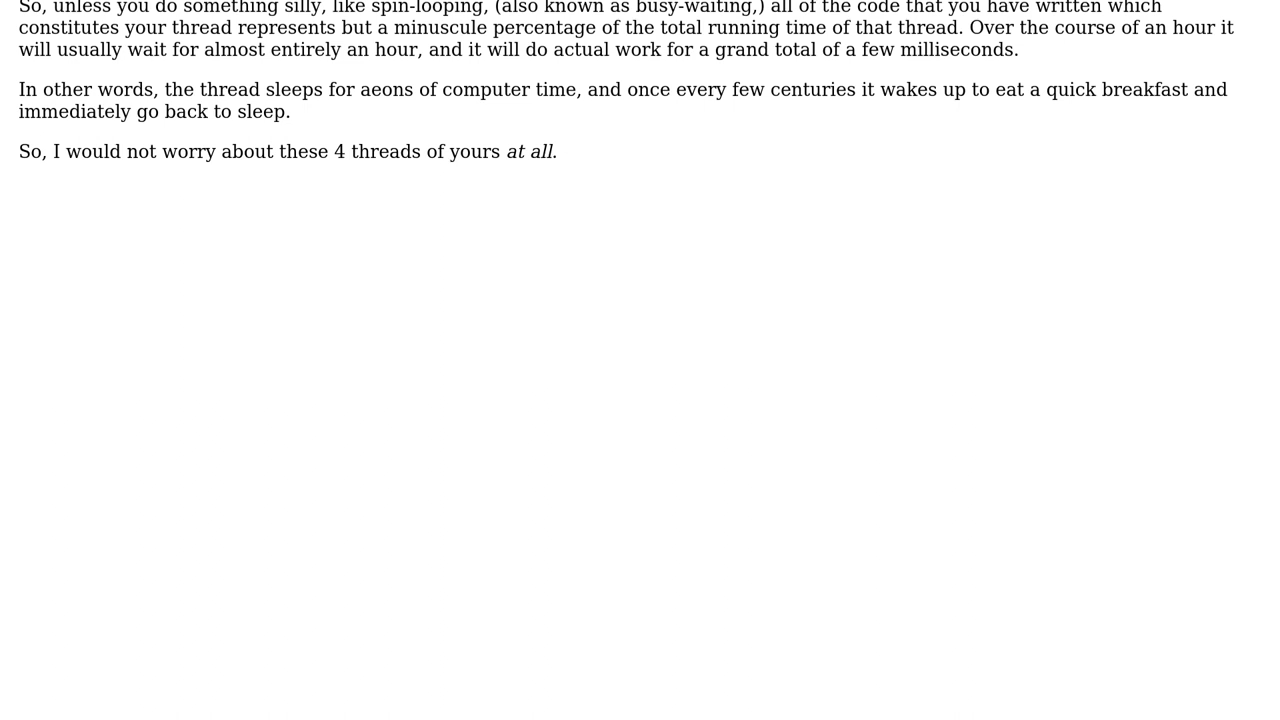 So, unless you do something silly, like spin-looping, (also known as busy-waiting,) all of the code that you have written which
constitutes your thread represents but a minuscule percentage of the total running time of that thread. Over the course of an hour it
will usually wait for almost entirely an hour, and it will do actual work for a grand total of a few milliseconds.
In other words, the thread sleeps for aeons of computer time, and once every few centuries it wakes up to eat a quick breakfast and
immediately go back to sleep.
So, I would not worry about these 4 threads of yours at all.